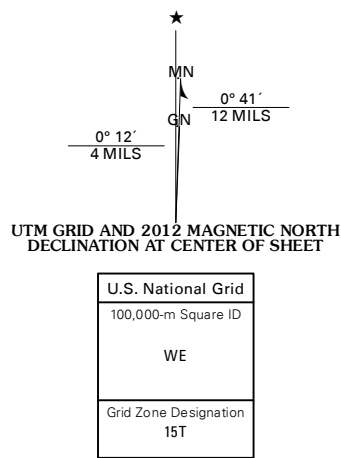 ★
MN
0° 41´
12 MILS
GN
0° 12´
4 MILS
UTM GRID AND 2012 MAGNETIC NORTH
DECLINATION AT CENTER OF SHEET
U.S. National Grid
100,000-m Square ID
WE
Grid Zone Designation
15T